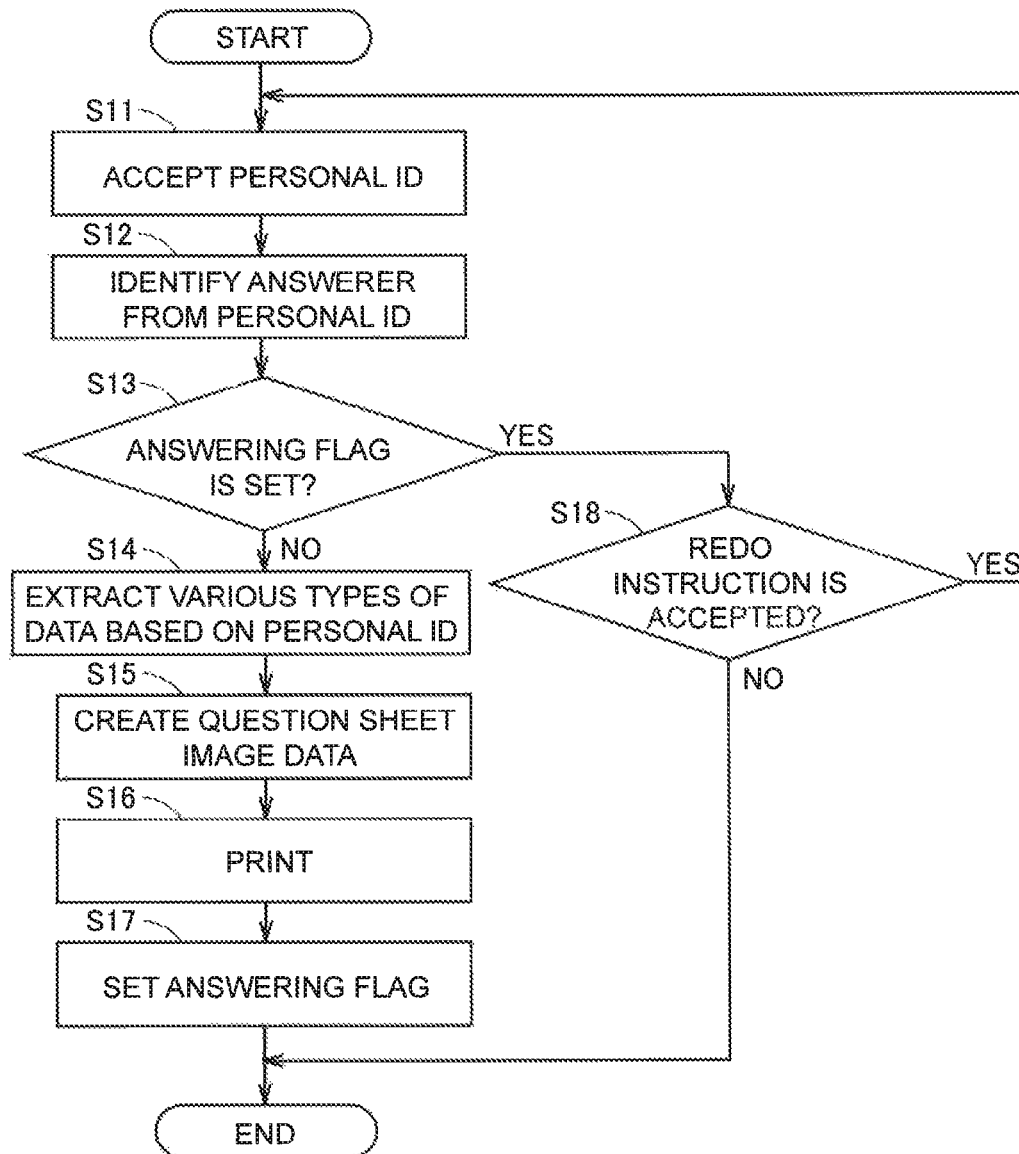 START
S11
ACCEPT PERSONAL ID
S12
IDENTIFY ANSWERER
FROM PERSONAL ID
S13
ANSWERING FLAG
IS SET?
YES
NO
S18
REDO
INSTRUCTION IS
ACCEPTED?
YES
NO
S14
EXTRACT VARIOUS TYPES OF
DATA BASED ON PERSONAL ID
S15
CREATE QUESTION SHEET
IMAGE DATA
S16
PRINT
S17
SET ANSWERING FLAG
END